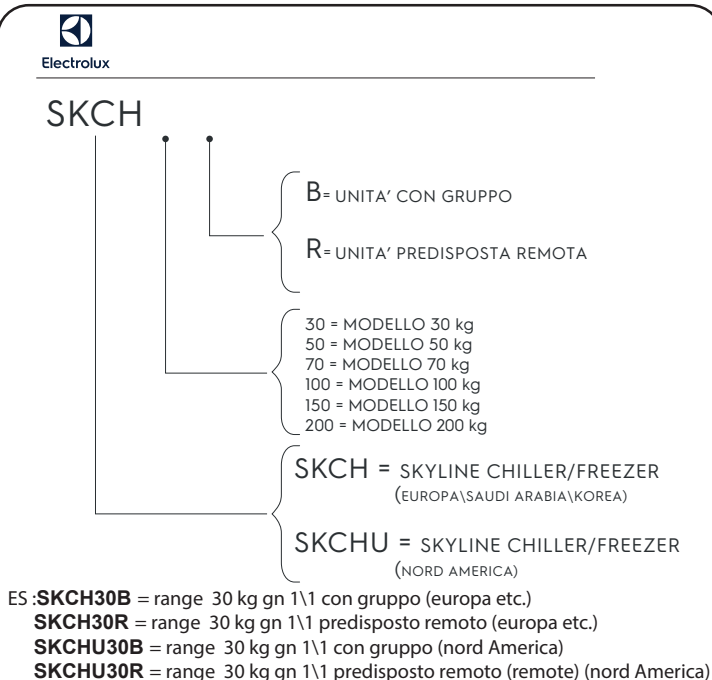 Electrolux
SKCH
B= UNITA' CON GRUPPO
R= UNITA' PREDISPOSTA REMOTA
30 = MODELLO 30 kg
50 = MODELLO 50 kg
70 = MODELLO 70 kg
100 = MODELLO 100 kg
150 = MODELLO 150 kg
200 = MODELLO 200 kg
SKCH = SKYLINE CHILLER/FREEZER
(EUROPA\SAUDI ARABIA\KOREA)
SKCHU = SKYLINE CHILLER/FREEZER
(NORD AMERICA)
ES :SKCH30B = range 30 kg gn 1\1 con gruppo (europa etc.)
SKCH30R = range 30 kg gn 1\1 predisposto remoto (europa etc.)
SKCHU30B = range 30 kg gn 1\1 con gruppo (nord America)
SKCHU30R = range 30 kg gn 1\1 predisposto remoto (remote) (nord America)